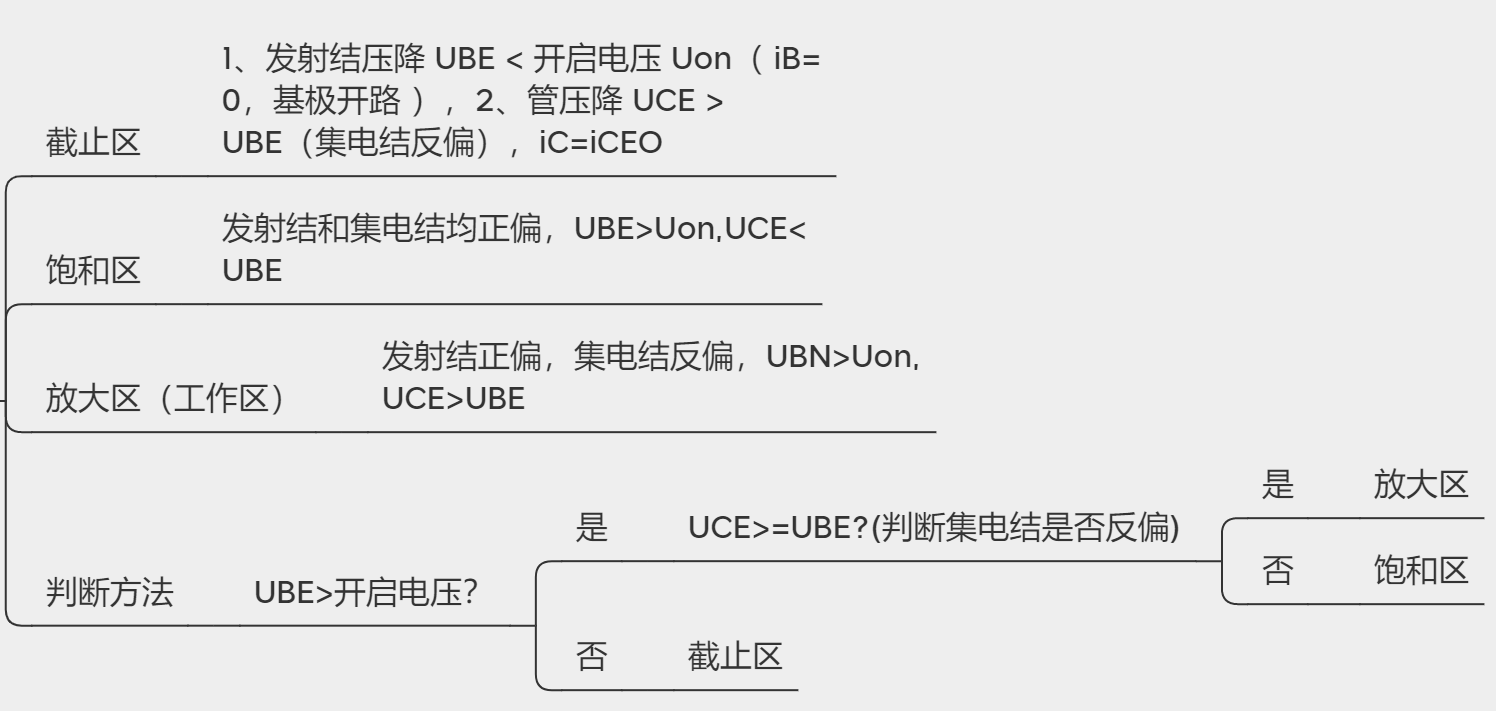 1、发射结压降 UBE < 开启电压 Uon（ iB=
0，基极开路 ），2、管压降 UCE >
截止区 UBE（集电结反偏），iC=iCEO
发射结和集电结均正偏，UBE>Uon,UCE<
饱和区 UBE
发射结正偏，集电结反偏，UBN>Uon,
放大区（工作区） UCE>UBE
是 放大区
是 UCE>=UBE?(判断集电结是否反偏)
否 饱和区
判断方法 UBE>开启电压？
否 截止区